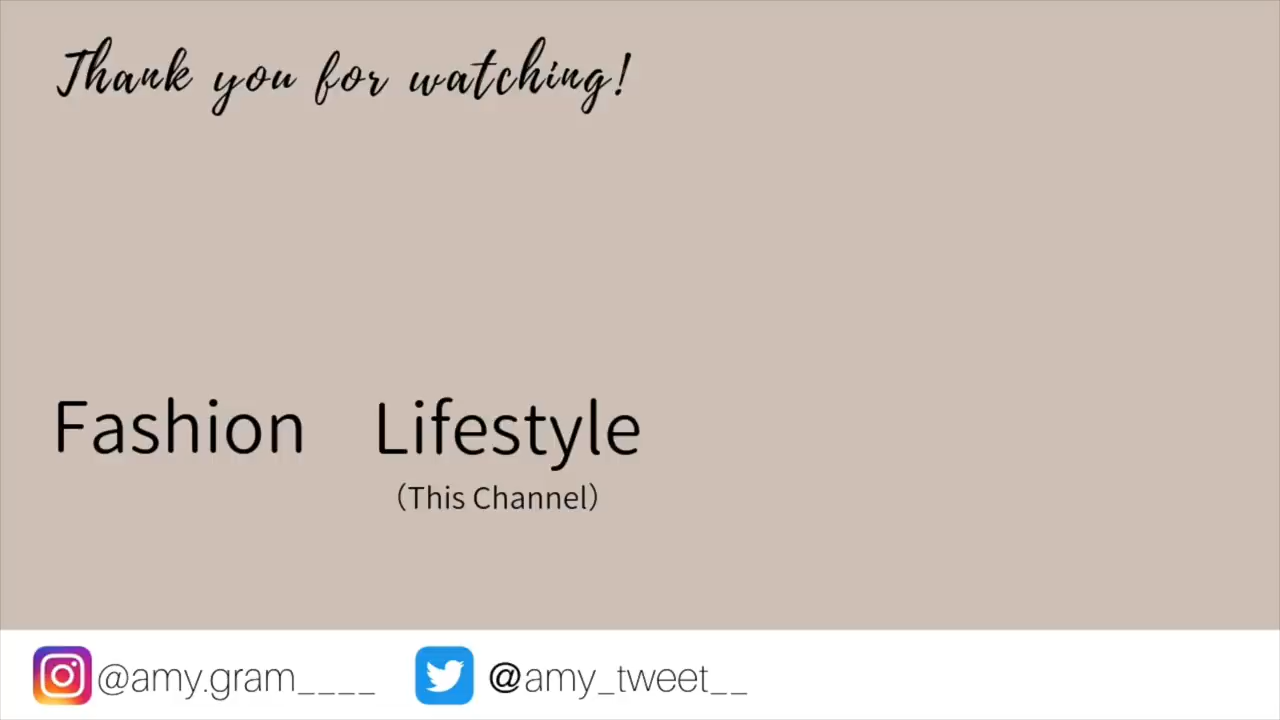 Thank you for watching!
Fashion Lifestyle
（This Channel）
@amy.gram____ @amy_tweet__